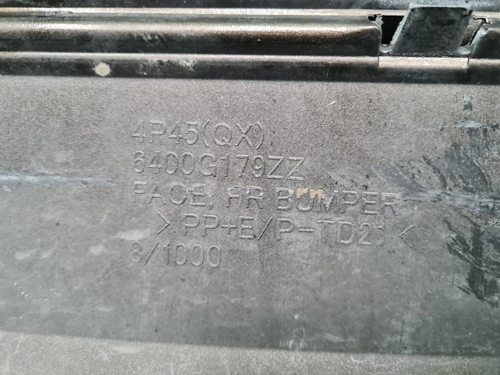 4P45(QX)
6400G179ZZ
FACE, FR BUMPER
>PP+E/P-TD21<
8/1000